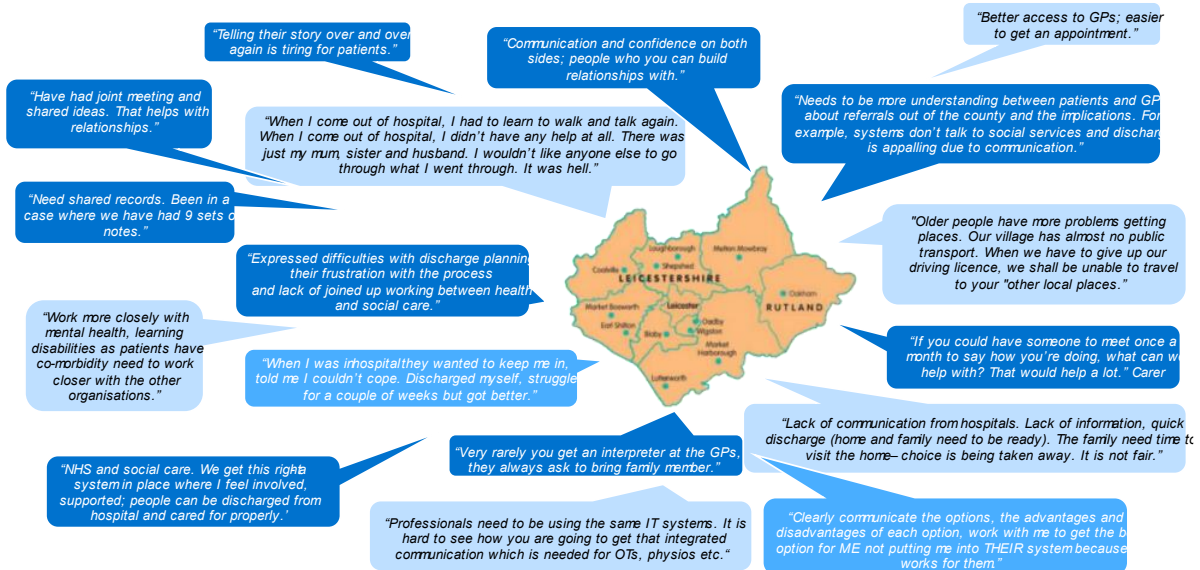 “Telling their story over and over
again is tiring for patients.”
“Communication and confidence on both
sides; people who you can build
relationships with.”
“Better access to GPs; easier
to get an appointment.”
“Have had joint meeting and
shared ideas. That helps with
relationships.”
“When I come out of hospital, I had to learn to walk and talk again.
When I come out of hospital, I didn’t have any help at all. There was
just my mum, sister and husband. I wouldn’t like anyone else to go
through what I went through. It was hell.”
“Needs to be more understanding between patients and GP
about referrals out of the county and the implications. For
example, systems don’t talk to social services and discharg
is appalling due to communication.”
“Need shared records. Been in a
case where we have had 9 sets o
notes.”
"Older people have more problems getting
places. Our village has almost no public
transport. When we have to give up our
driving licence, we shall be unable to travel
to your "other local places.”
“Expressed difficulties with discharge planning
their frustration with the process
and lack of joined up working between health
and social care.”
Loughborough
Shepshed
Melton Mowbray
Coalville
LEICESTERSHIRE
Oakham
RUTLAND
Market Bosworth
Leicester
East Shilton
Oadby
Blaby
Wigston
Market
Harborough
Lutterworth
“Work more closely with
mental health, learning
disabilities as patients have
co-morbidity need to work
closer with the other
organisations.”
“When I was inhospitalthey wanted to keep me in,
told me I couldn’t cope. Discharged myself, struggle
for a couple of weeks but got better.”
“If you could have someone to meet once a
month to say how you’re doing, what can we
help with? That would help a lot.” Carer
“Lack of communication from hospitals. Lack of information, quick
discharge (home and family need to be ready). The family need time to
visit the home– choice is being taken away. It is not fair.”
“Very rarely you get an interpreter at the GPs,
they always ask to bring family member.”
“NHS and social care. We get this right a
system in place where I feel involved,
supported; people can be discharged from
hospital and cared for properly.’
“Professionals need to be using the same IT systems. It is
hard to see how you are going to get that integrated
communication which is needed for OTs, physios etc.“
“Clearly communicate the options, the advantages and
disadvantages of each option, work with me to get the b
option for ME not putting me into THEIR system because
works for them.”